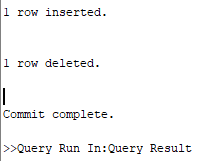 1 row inserted.
1 row deleted.
Commit complete.
>>Query Run In:Query Result